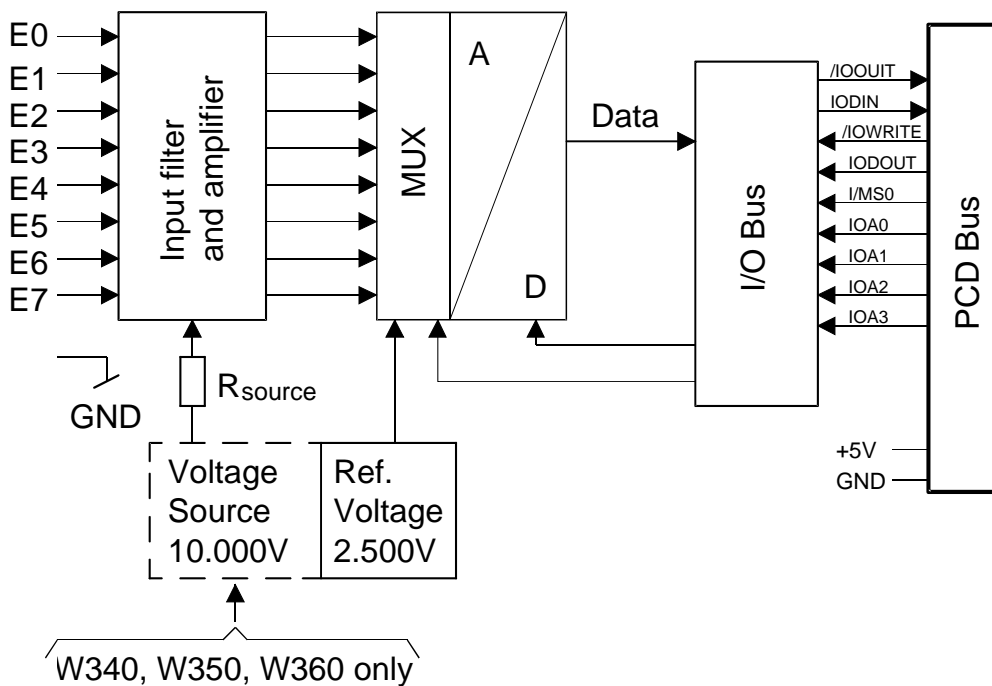 E0
E1
E2
E3
E4
E5
E6
E7
GND
Input filter
and amplifier
Rsource
Voltage
Source
10.000V
Ref.
Voltage
2.500V
W340, W350, W360 only
MUX
A
D
Data
I/O Bus
/IOOUIT
IODIN
/IOWRITE
IODOUT
I/MS0
IOA0
IOA1
IOA2
IOA3
+5V
GND
PCD Bus